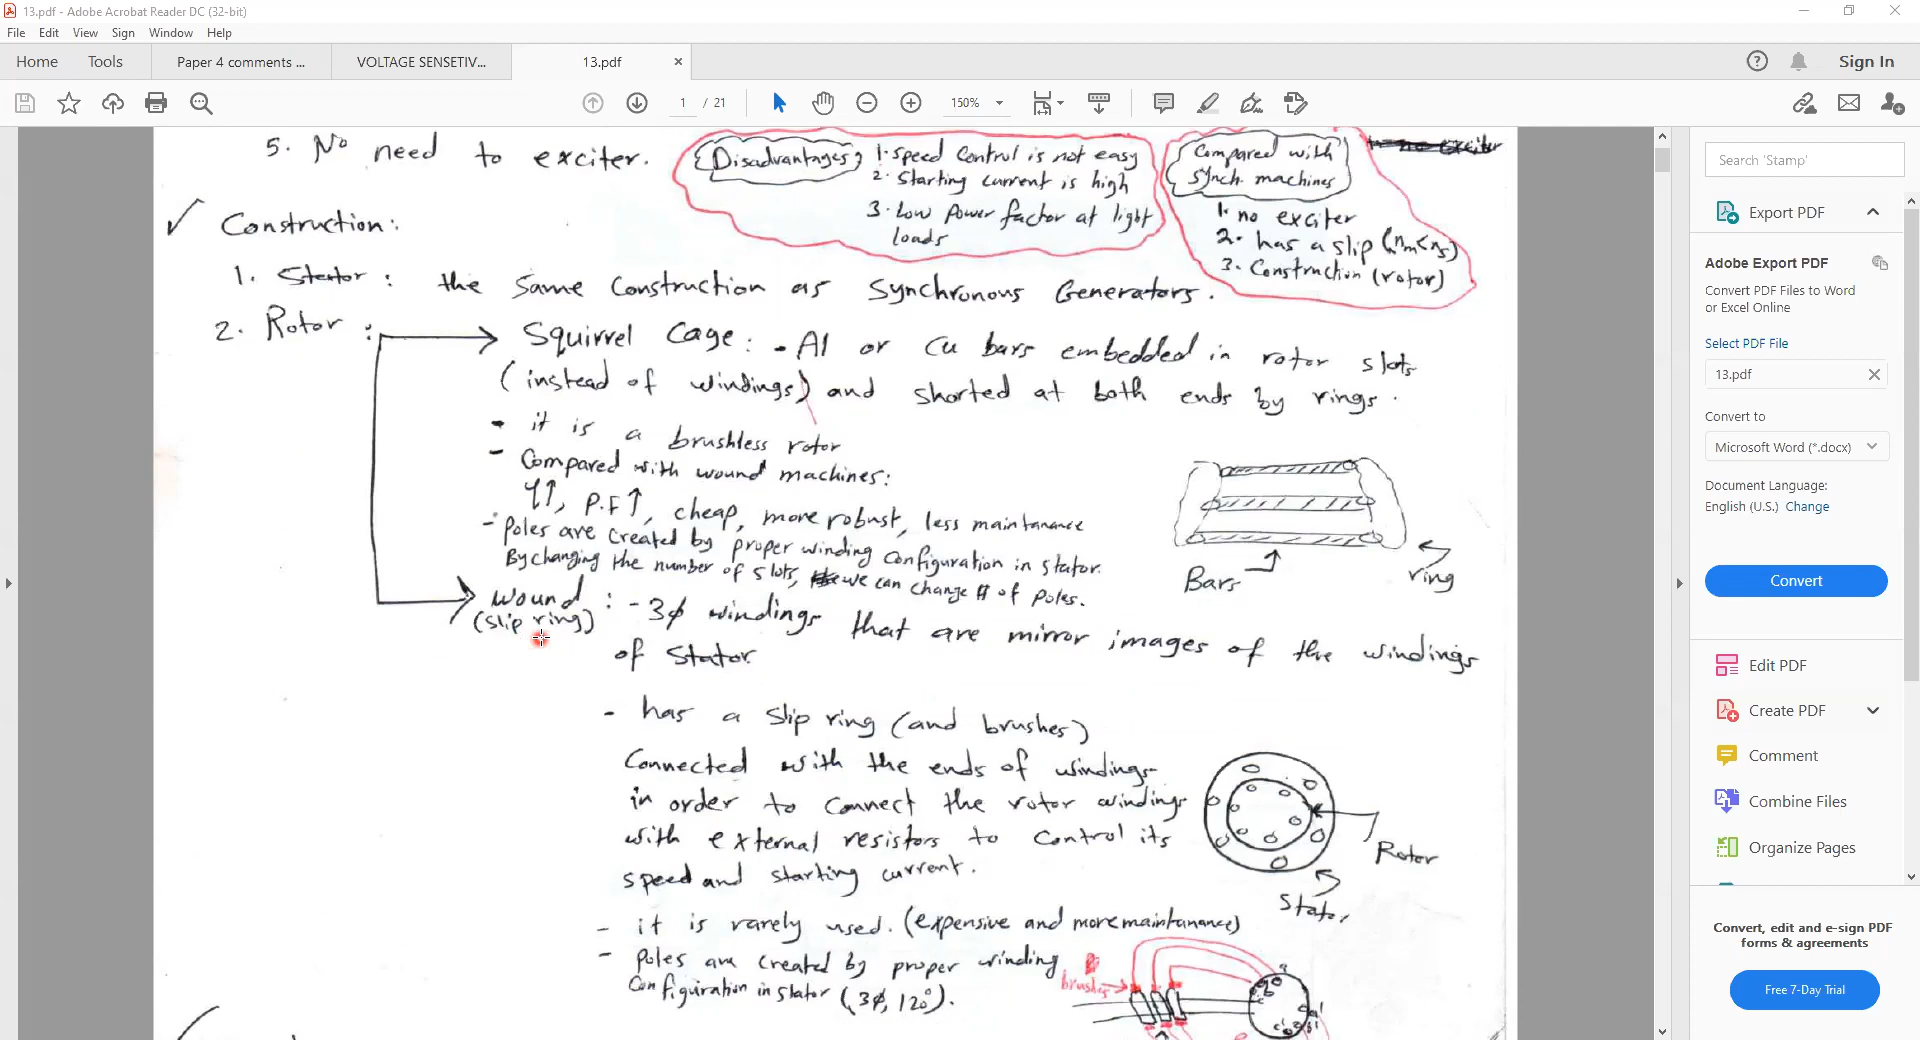 13.pdf - Adobe Acrobat Reader DC (32-bit)
File Edit View Sign Window Help
Home Tools Paper 4 comments ... VOLTAGE SENSETIV... 13.pdf Sign In
1 / 21 150%
5. No need to exciter.
Disadvantages, 1. speed control is not easy
2. Starting current is high
3. Low power factor at light
loads
Compared with
synch. machines
no exciter
1. no exciter
2. has a slip (nm<ns)
3. Construction (rotor)
Construction:
1. Stator: the same construction as Synchronous Generators.
2. Rotor:
Squirrel Cage: - Al or Cu bars embedded in rotor slots
(instead of windings) and shorted at both ends by rings.
- it is a brushless rotor
- Compared with wound machines:
η↑, P.F↑, cheap, more robust, less maintanance
- Poles are created by proper winding configuration in stator.
By changing the number of slots, we can change # of poles.
Bars
ring
wound : - 3φ windings that are mirror images of the windings
(slip ring)
of stator
- has a slip ring (and brushes)
Connected with the ends of windings
in order to connect the rotor windings
with external resistors to control its
speed and starting current.
Rotor
Stator
- it is rarely used. (expensive and more maintanance)
- Poles are created by proper winding
Configuration in stator (3φ, 120°).
brushes
Search 'Stamp'
Export PDF
Adobe Export PDF
Convert PDF Files to Word
or Excel Online
Select PDF File
13.pdf
Convert to
Microsoft Word (*.docx)
Document Language:
English (U.S.) Change
Convert
Edit PDF
Create PDF
Comment
Combine Files
Organize Pages
Convert, edit and e-sign PDF
forms & agreements
Free 7-Day Trial